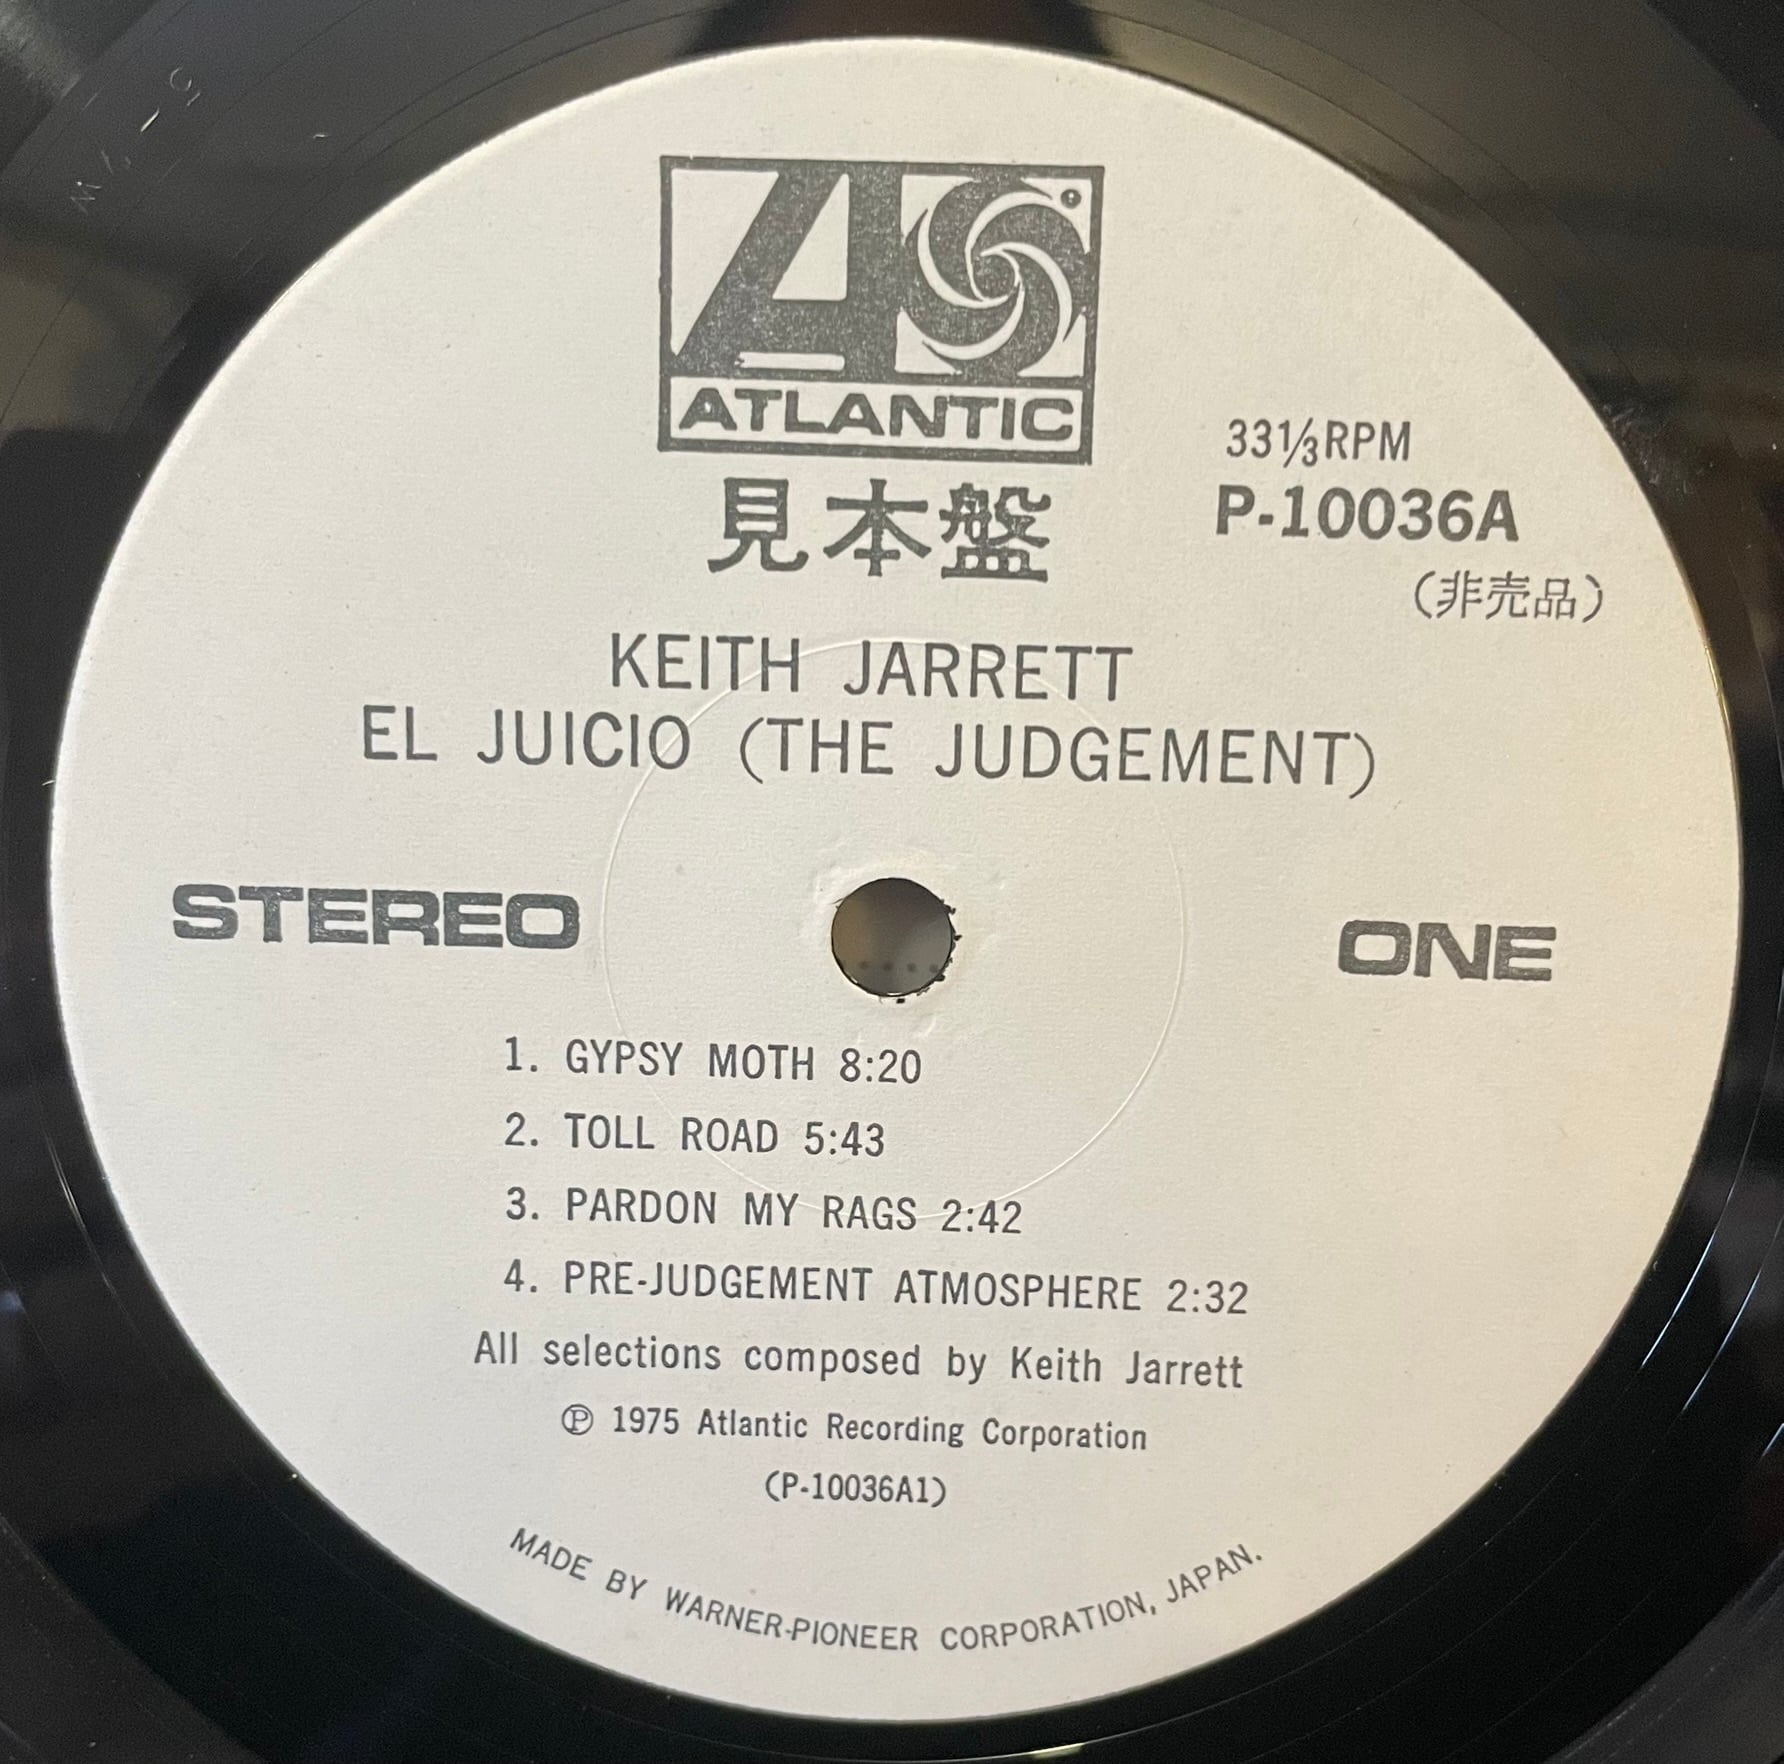 ATLANTIC
見本盤
33⅓RPM
P-10036A
（非売品）
KEITH JARRETT
EL JUICIO (THE JUDGEMENT)
STEREO
ONE
1. GYPSY MOTH 8:20
2. TOLL ROAD 5:43
3. PARDON MY RAGS 2:42
4. PRE-JUDGEMENT ATMOSPHERE 2:32
All selections composed by Keith Jarrett
℗ 1975 Atlantic Recording Corporation
(P-10036A1)
MADE BY WARNER-PIONEER CORPORATION, JAPAN.